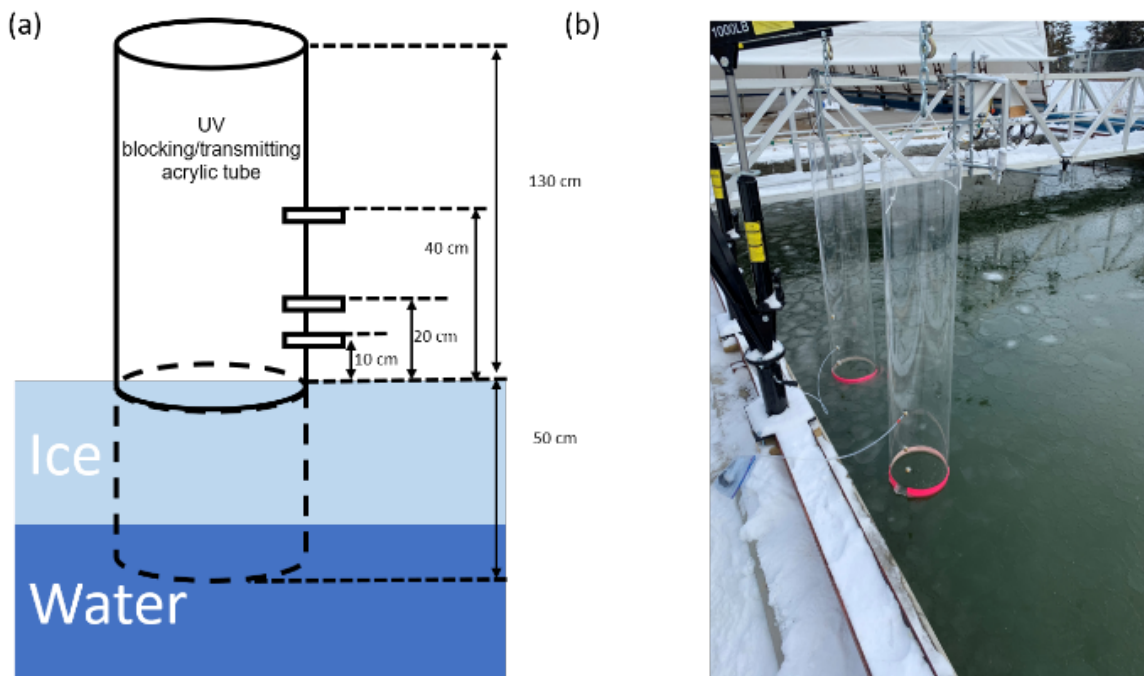 (a)
(b)
UV
blocking/transmitting
acrylic tube
130 cm
40 cm
20 cm
10 cm
50 cm
Ice
Water
1000LB